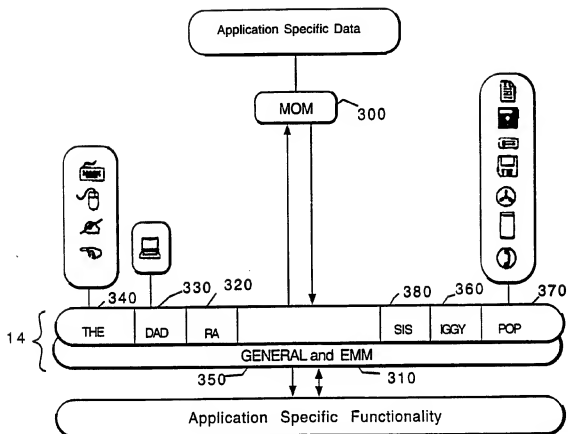 Application Specific Data
MOM
300
340
330
320
380
360
370
THE
DAD
RA
SIS
IGGY
POP
14
GENERAL and EMM
350
310
Application Specific Functionality